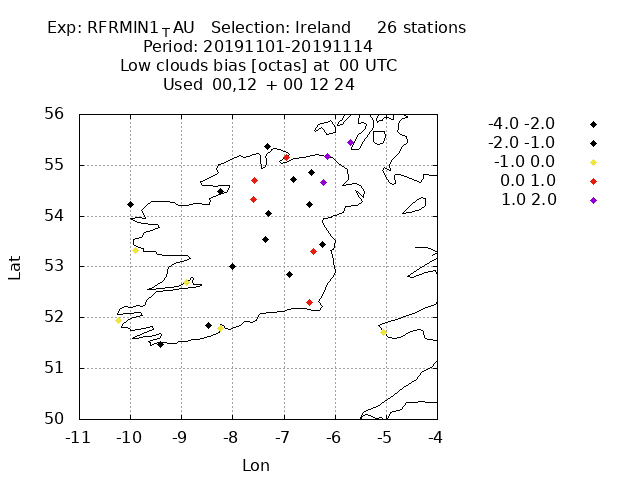 Exp: RFRMIN1TAU Selection: Ireland 26 stations
Period: 20191101-20191114
Low clouds bias [octas] at 00 UTC
Used 00,12 + 00 12 24
56
55
54
53
52
51
50
-11 -10 -9 -8 -7 -6 -5 -4
Lat
Lon
-4.0 -2.0
-2.0 -1.0
-1.0 0.0
0.0 1.0
1.0 2.0